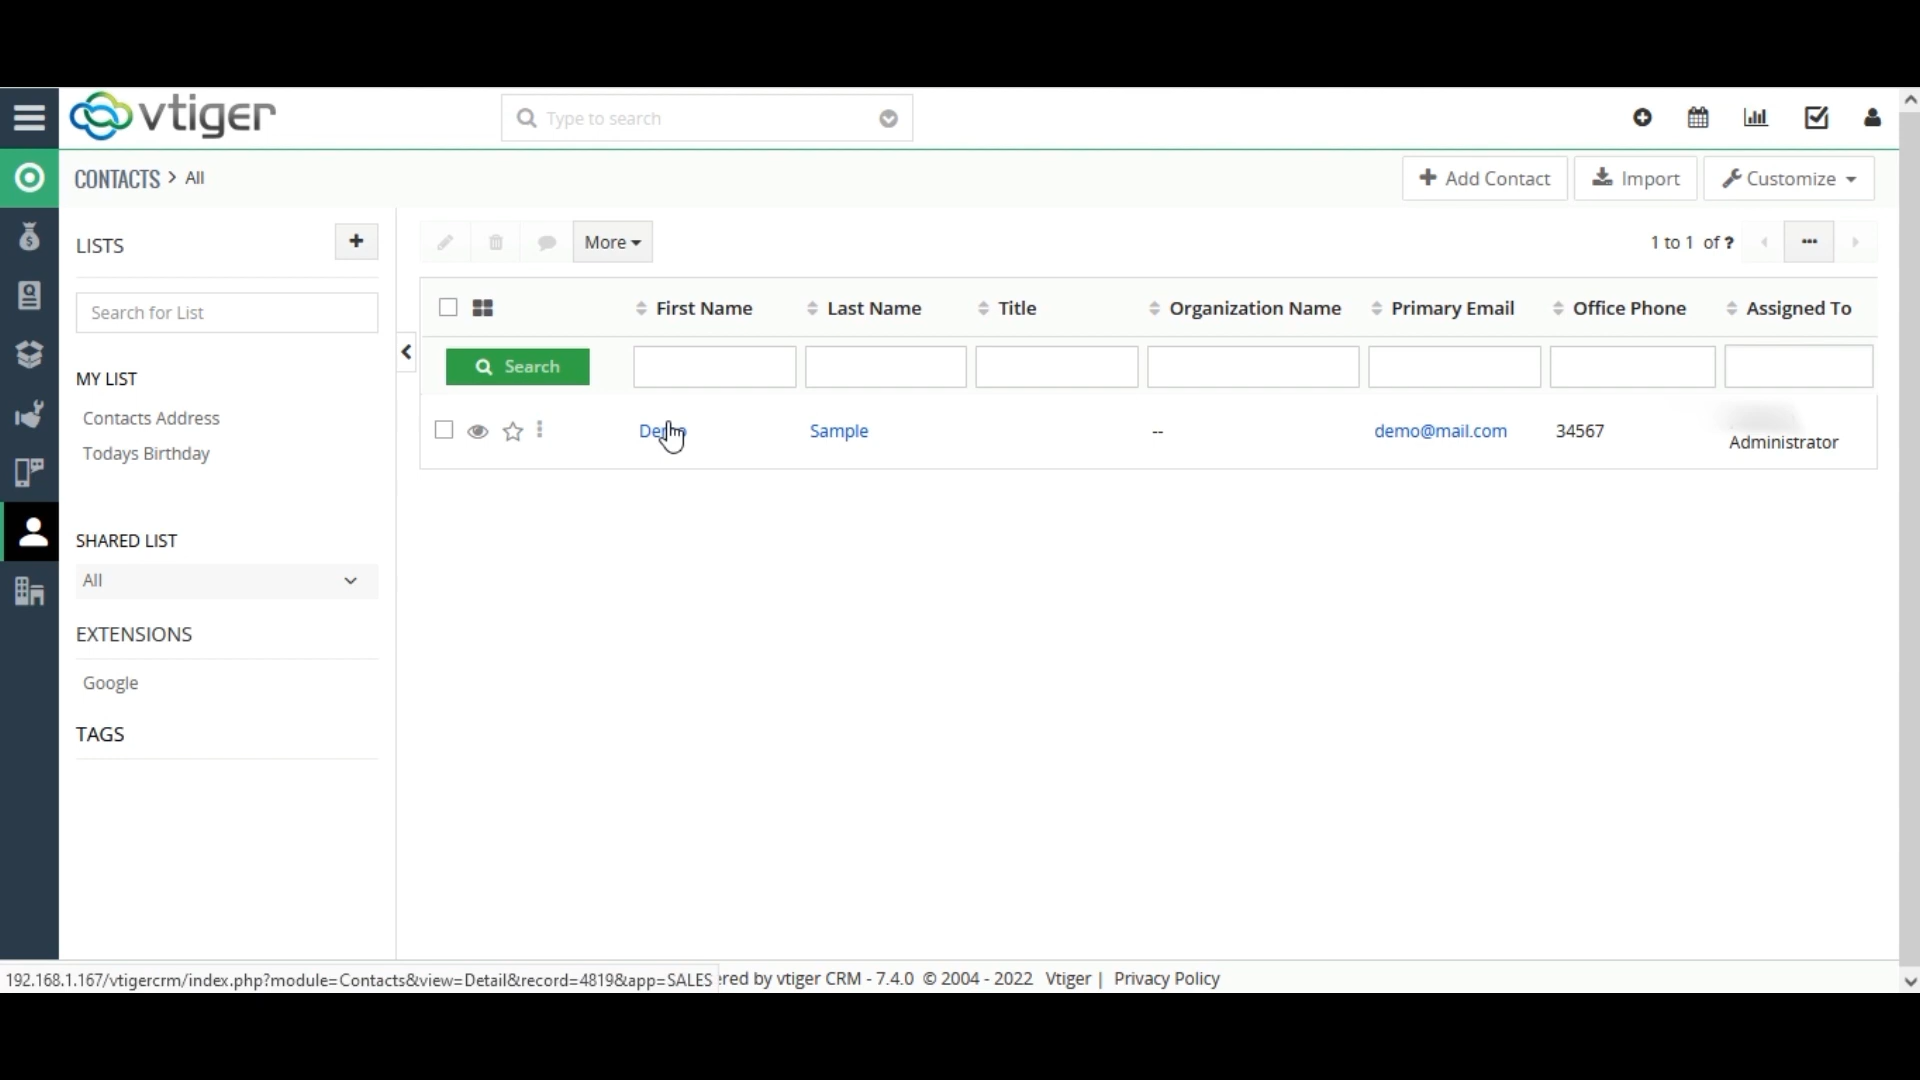 vtiger
Type to search
CONTACTS > All
Add Contact
Import
Customize
LISTS
+
More
1 to 1 of ?
Search for List
First Name
Last Name
Title
Organization Name
Primary Email
Office Phone
Assigned To
Search
MY LIST
Contacts Address
Todays Birthday
Demo
Sample
--
demo@mail.com
34567
Administrator
SHARED LIST
All
EXTENSIONS
Google
TAGS
192.168.1.167/vtigercrm/index.php?module=Contacts&view=Detail&record=4819&app=SALES
ered by vtiger CRM - 7.4.0 © 2004 - 2022 Vtiger | Privacy Policy